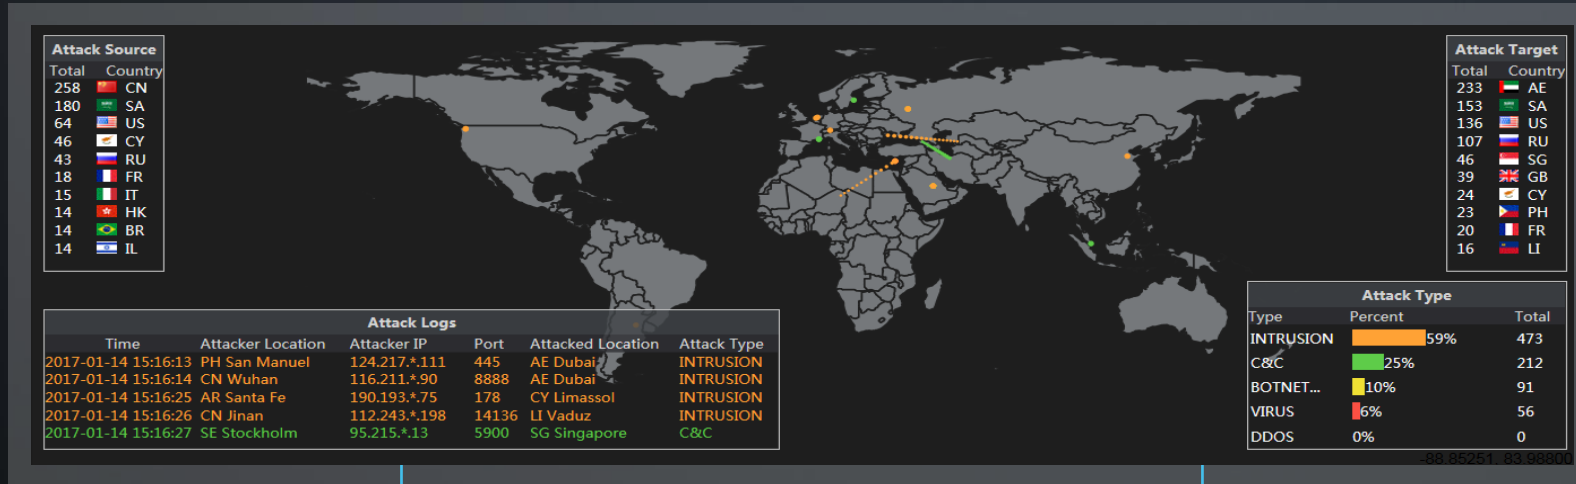 Attack Source
Total Country
258 CN
180 SA
64 US
46 CY
43 RU
18 FR
15 IT
14 HK
14 BR
14 IL
Attack Target
Total Country
233 AE
153 SA
136 US
107 RU
46 SG
39 GB
24 CY
23 PH
20 FR
16 LI
Attack Logs
Time Attacker Location Attacker IP Port Attacked Location Attack Type
2017-01-14 15:16:13 PH San Manuel 124.217.*.111 445 AE Dubai INTRUSION
2017-01-14 15:16:14 CN Wuhan 116.211.*.90 8888 AE Dubai INTRUSION
2017-01-14 15:16:25 AR Santa Fe 190.193.*.75 178 CY Limassol INTRUSION
2017-01-14 15:16:26 CN Jinan 112.243.*.198 14136 LI Vaduz INTRUSION
2017-01-14 15:16:27 SE Stockholm 95.215.*.13 5900 SG Singapore C&C
Attack Type
Type Percent Total
INTRUSION 59% 473
C&C 25% 212
BOTNET... 10% 91
VIRUS 6% 56
DDOS 0% 0
-88.85251, 83.98800